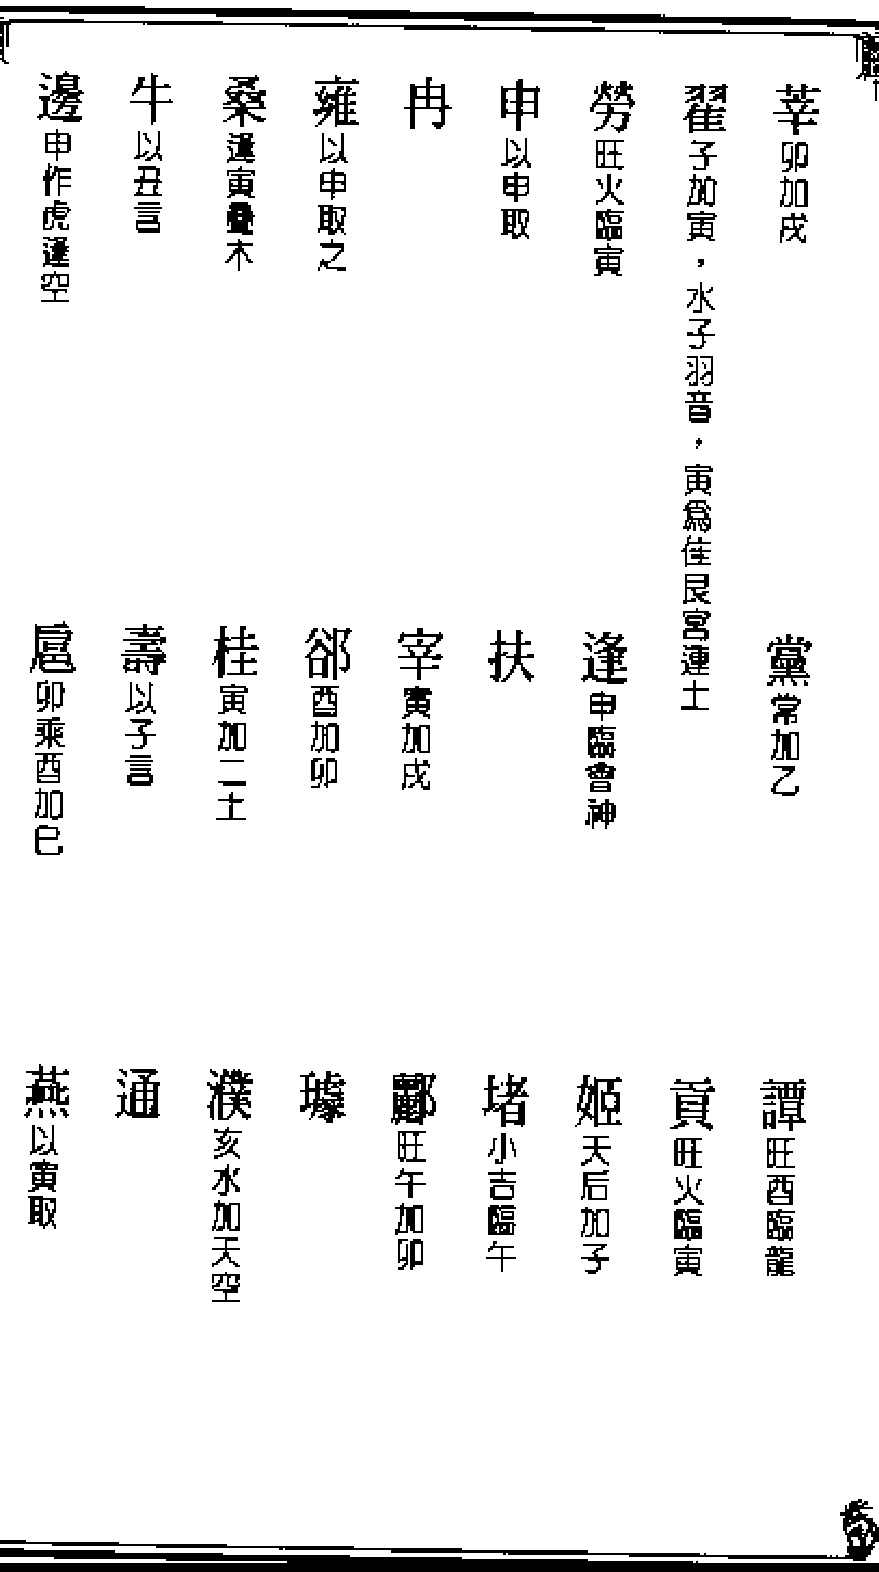 莘 卯加戌
黨 常加乙
譚 旺酉臨龍
翟 子加寅，水子羽音，寅為佳艮宮連土
貢 旺火臨寅
勞 旺火臨寅
逢 申臨會神
姬 天后加子
申 以申取
扶
堵 小吉臨午
冉
宰 寅加戌
酈 旺午加卯
雍 以申取之
郤 酉加卯
璩
桑 逢寅疊木
桂 寅加二土
濮 亥水加天空
牛 以丑言
壽 以子言
通
邊 申作虎逢空
扈 卯乘酉加巳
燕 以寅取